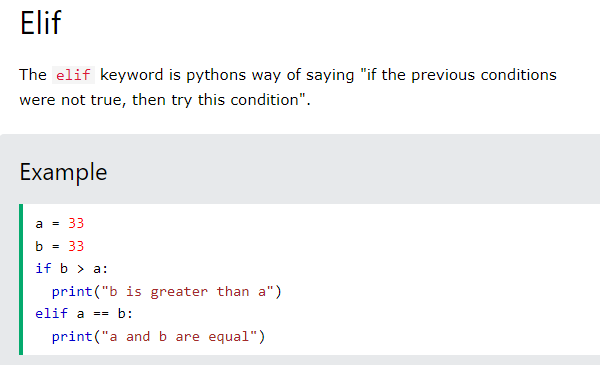 Elif
The elif keyword is pythons way of saying "if the previous conditions
were not true, then try this condition".
Example
a = 33
b = 33
if b > a:
  print("b is greater than a")
elif a == b:
  print("a and b are equal")